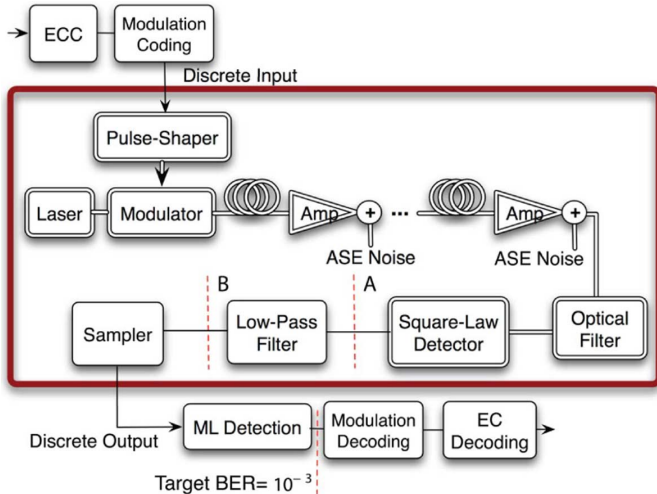 ECC
Modulation
Coding
Discrete Input
Pulse-Shaper
Laser
Modulator
Amp
+
...
Amp
+
ASE Noise
ASE Noise
B
A
Sampler
Low-Pass
Filter
Square-Law
Detector
Optical
Filter
Discrete Output
ML Detection
Modulation
Decoding
EC
Decoding
Target BER= 10⁻³